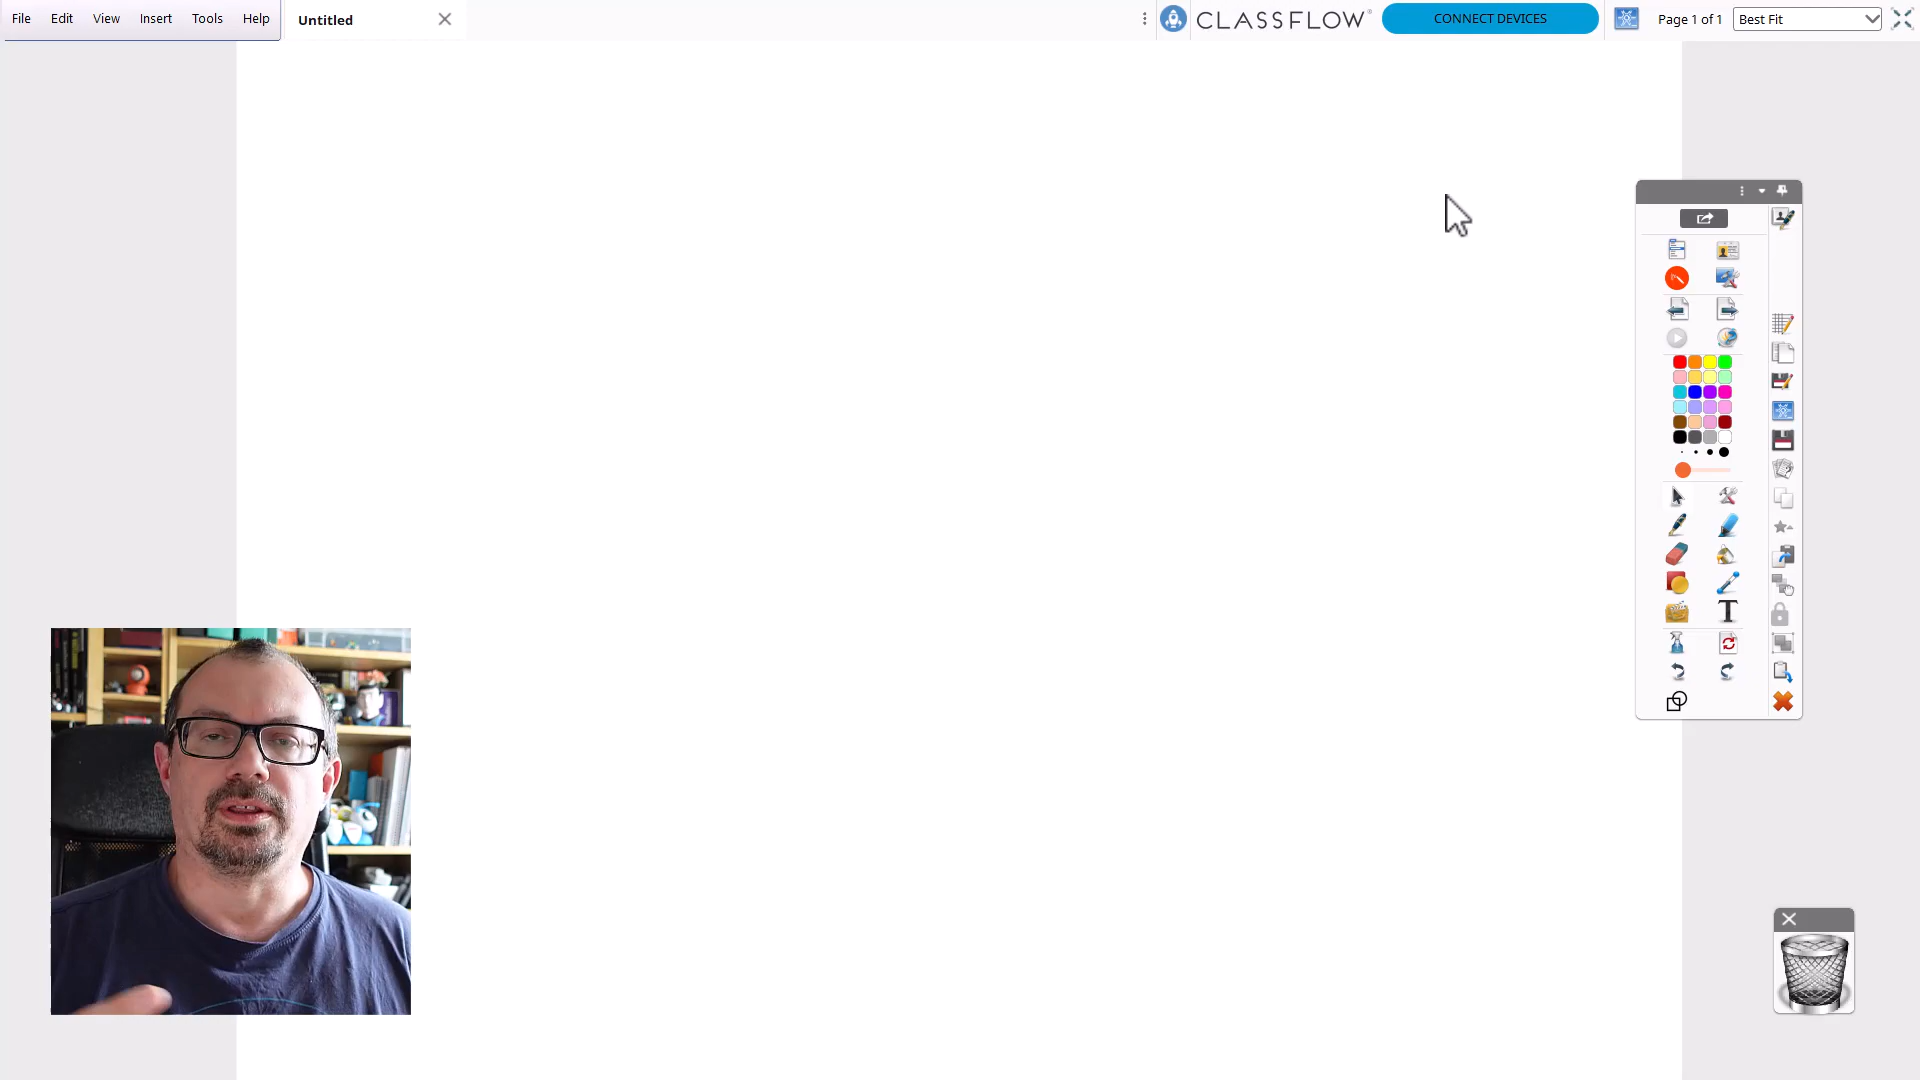 File Edit View Insert Tools Help
Untitled
CLASSFLOW
CONNECT DEVICES
Page 1 of 1
Best Fit
T